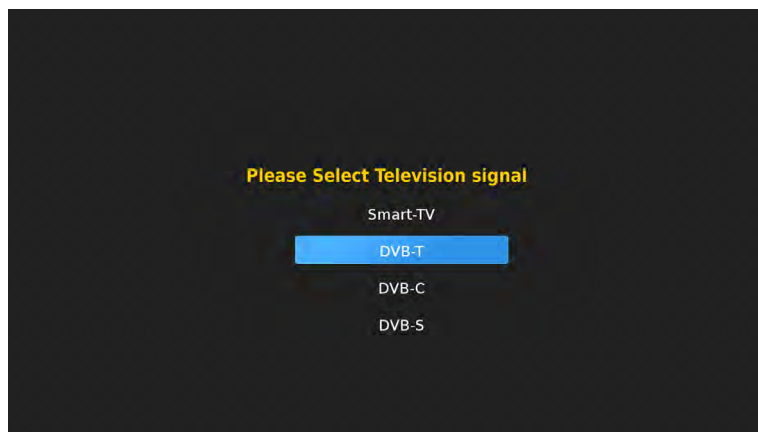 Please Select Television signal
Smart-TV
DVB-T
DVB-C
DVB-S